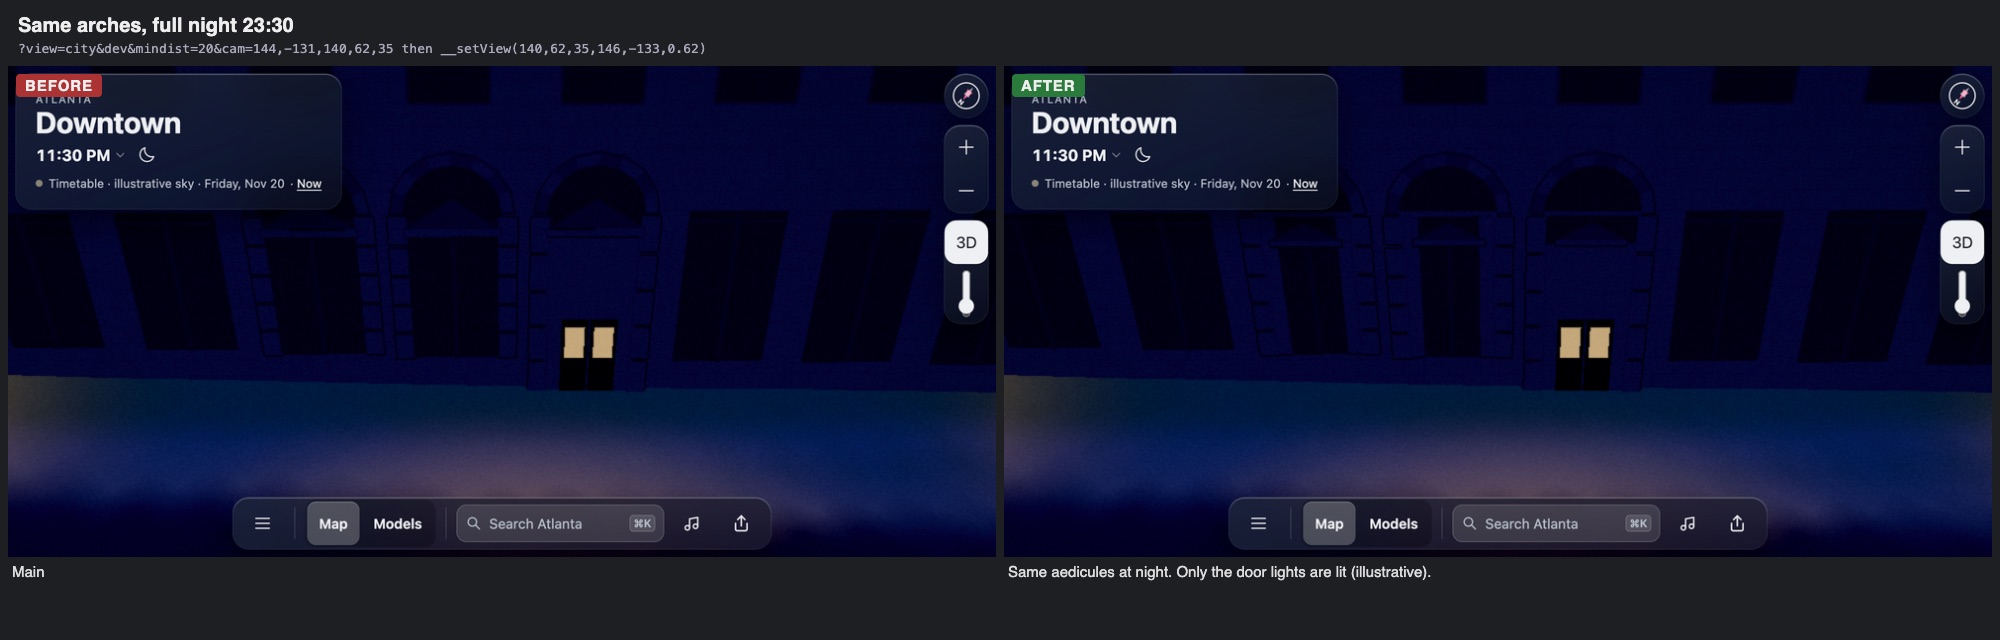 Same arches, full night 23:30
?view=city&dev&mindist=20&cam=144,-131,140,62,35 then __setView(140,62,35,146,-133,0.62)
BEFORE
ATLANTA
Downtown
11:30 PM
Timetable · illustrative sky · Friday, Nov 20 · Now
N
3D
Map
Models
Search Atlanta
⌘K
Main
AFTER
ATLANTA
Downtown
11:30 PM
Timetable · illustrative sky · Friday, Nov 20 · Now
N
3D
Map
Models
Search Atlanta
⌘K
Same aedicules at night. Only the door lights are lit (illustrative).